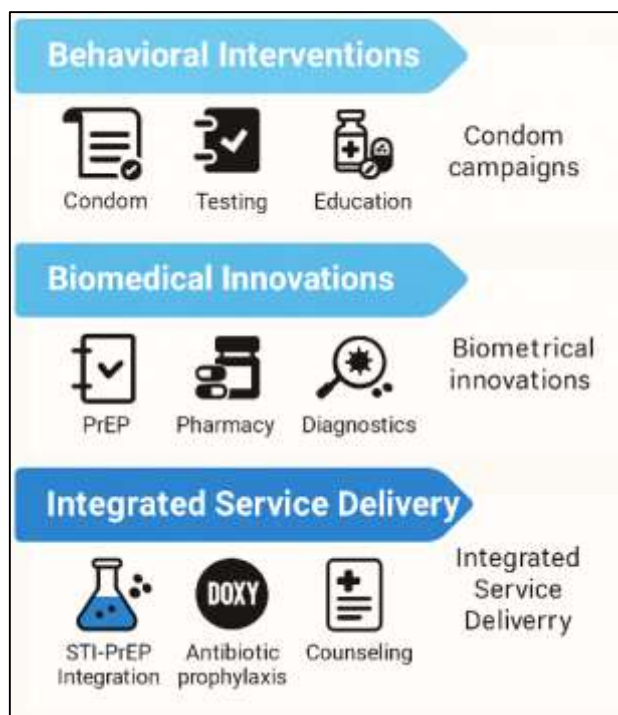 Behavioral Interventions
Condom
Testing
Education
Condom
campaigns
Biomedical Innovations
PrEP
Pharmacy
Diagnostics
Biometrical
innovations
Integrated Service Delivery
DOXY
STI-PrEP
Integration
Antibiotic
prophylaxis
Counseling
Integrated
Service
Deliverry